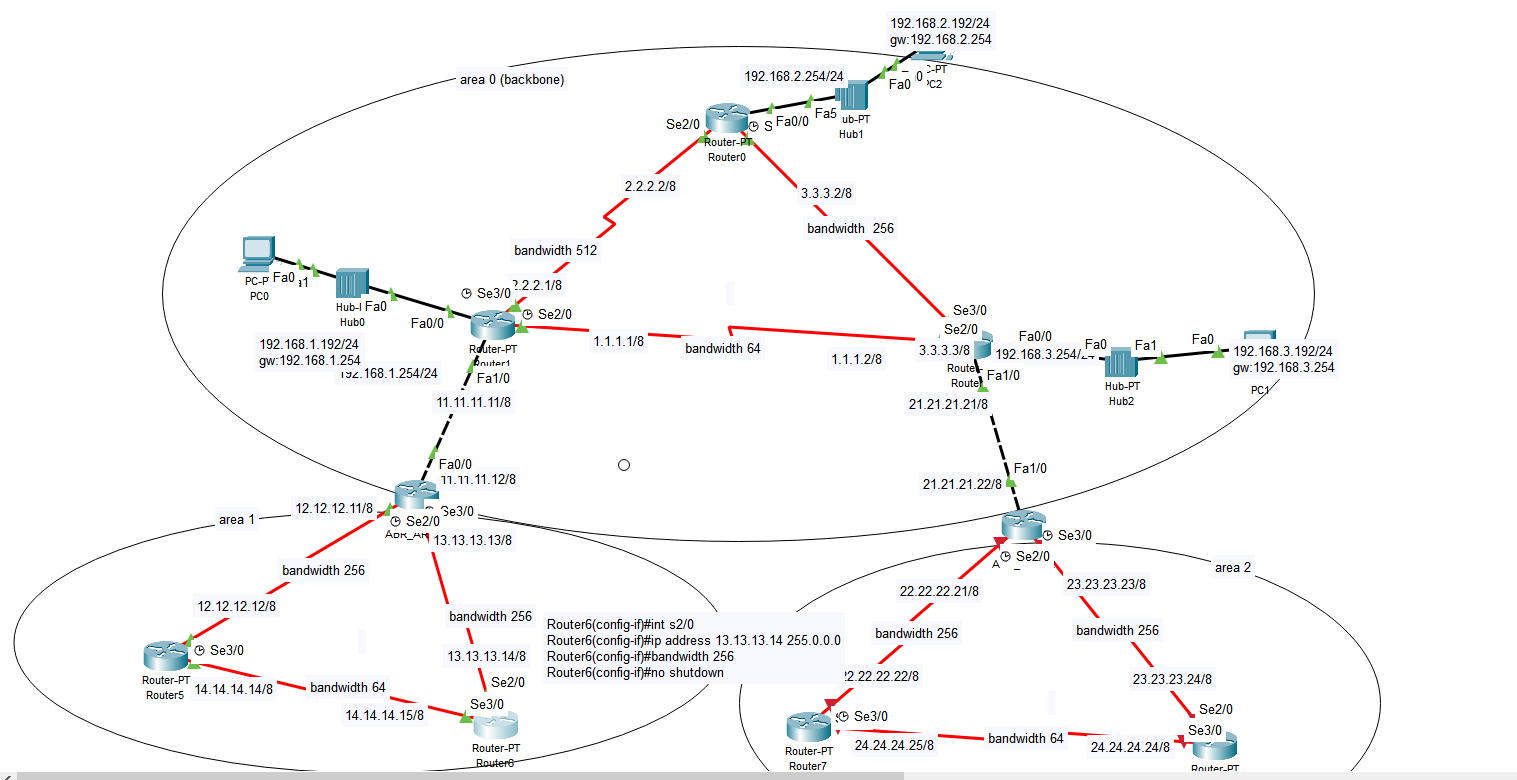 192.168.2.192/24
gw:192.168.2.254
area 0 (backbone)
192.168.2.254/24
PC2
Fa0
Fa5
Fa0/0
Se2/0
ub-PT
Hub1
Router-PT
Router0
2.2.2.2/8
3.3.3.2/8
bandwidth 256
bandwidth 512
Fa0
PC0
Hub0
Fa0
Fa0/0
Se3/0
2.2.2.1/8
Se2/0
192.168.1.192/24
gw:192.168.1.254
192.168.1.254/24
Router-PT
Router1
Fa1/0
11.11.11.11/8
1.1.1.1/8
bandwidth 64
1.1.1.2/8
Se3/0
Se2/0
3.3.3.3/8
Fa0/0
192.168.3.254/
Fa0
Fa1
Fa0
192.168.3.192/24
gw:192.168.3.254
PC1
Hub-PT
Hub2
Fa1/0
21.21.21.21/8
Fa0/0
11.11.11.12/8
Fa1/0
21.21.21.22/8
12.12.12.11/8
area 1
Se3/0
Se2/0
13.13.13.13/8
Se3/0
Se2/0
area 2
bandwidth 256
12.12.12.12/8
bandwidth 256
22.22.22.21/8
23.23.23.23/8
bandwidth 256
bandwidth 256
Router6(config-if)#int s2/0
Router6(config-if)#ip address 13.13.13.14 255.0.0.0
Router6(config-if)#bandwidth 256
Router6(config-if)#no shutdown
13.13.13.14/8
Se3/0
Router-PT
Router5
14.14.14.14/8
bandwidth 64
14.14.14.15/8
Se2/0
Se3/0
Router-PT
Router6
22.22.22.22/8
23.23.23.24/8
Se3/0
Se2/0
Se3/0
24.24.24.25/8
bandwidth 64
24.24.24.24/8
Router-PT
Router7
Router-PT